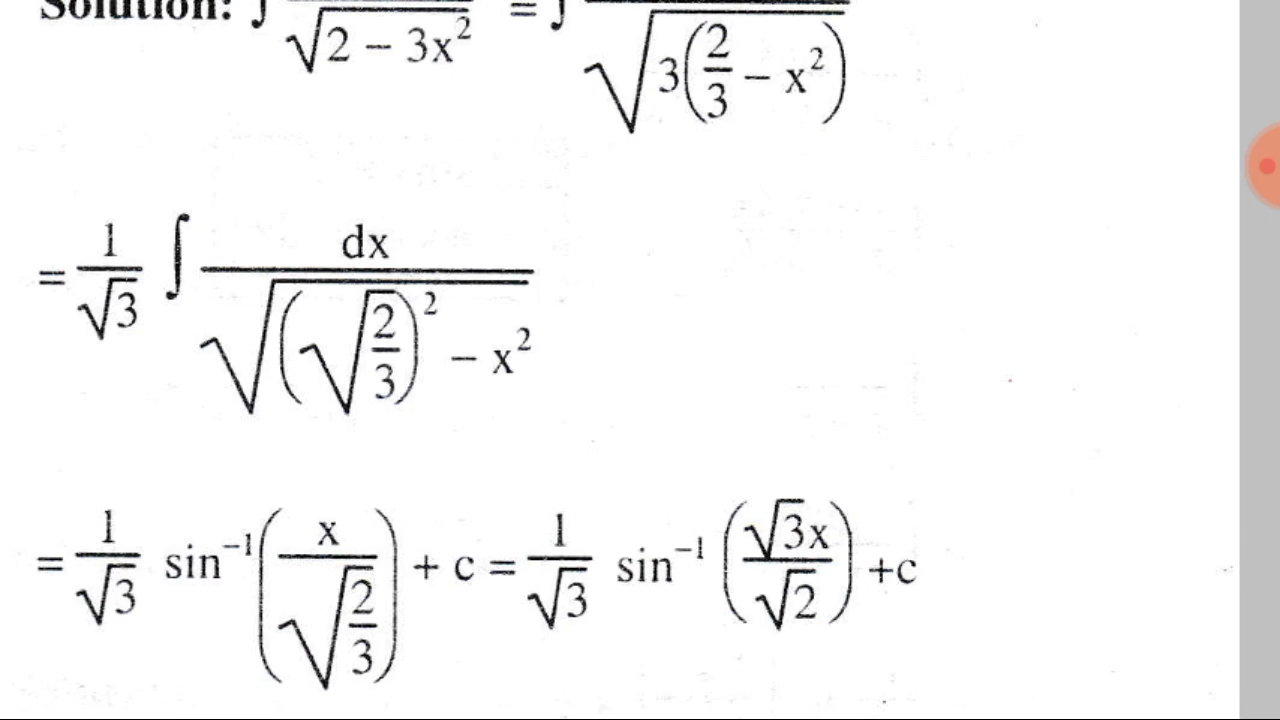 Solution: ∫ / √(2 − 3x²) = ∫ / √(3(2/3 − x²))
= 1/√3 ∫ dx / √((√(2/3))² − x²)
= 1/√3 sin⁻¹(x / √(2/3)) + c = 1/√3 sin⁻¹(√3x / √2) +c